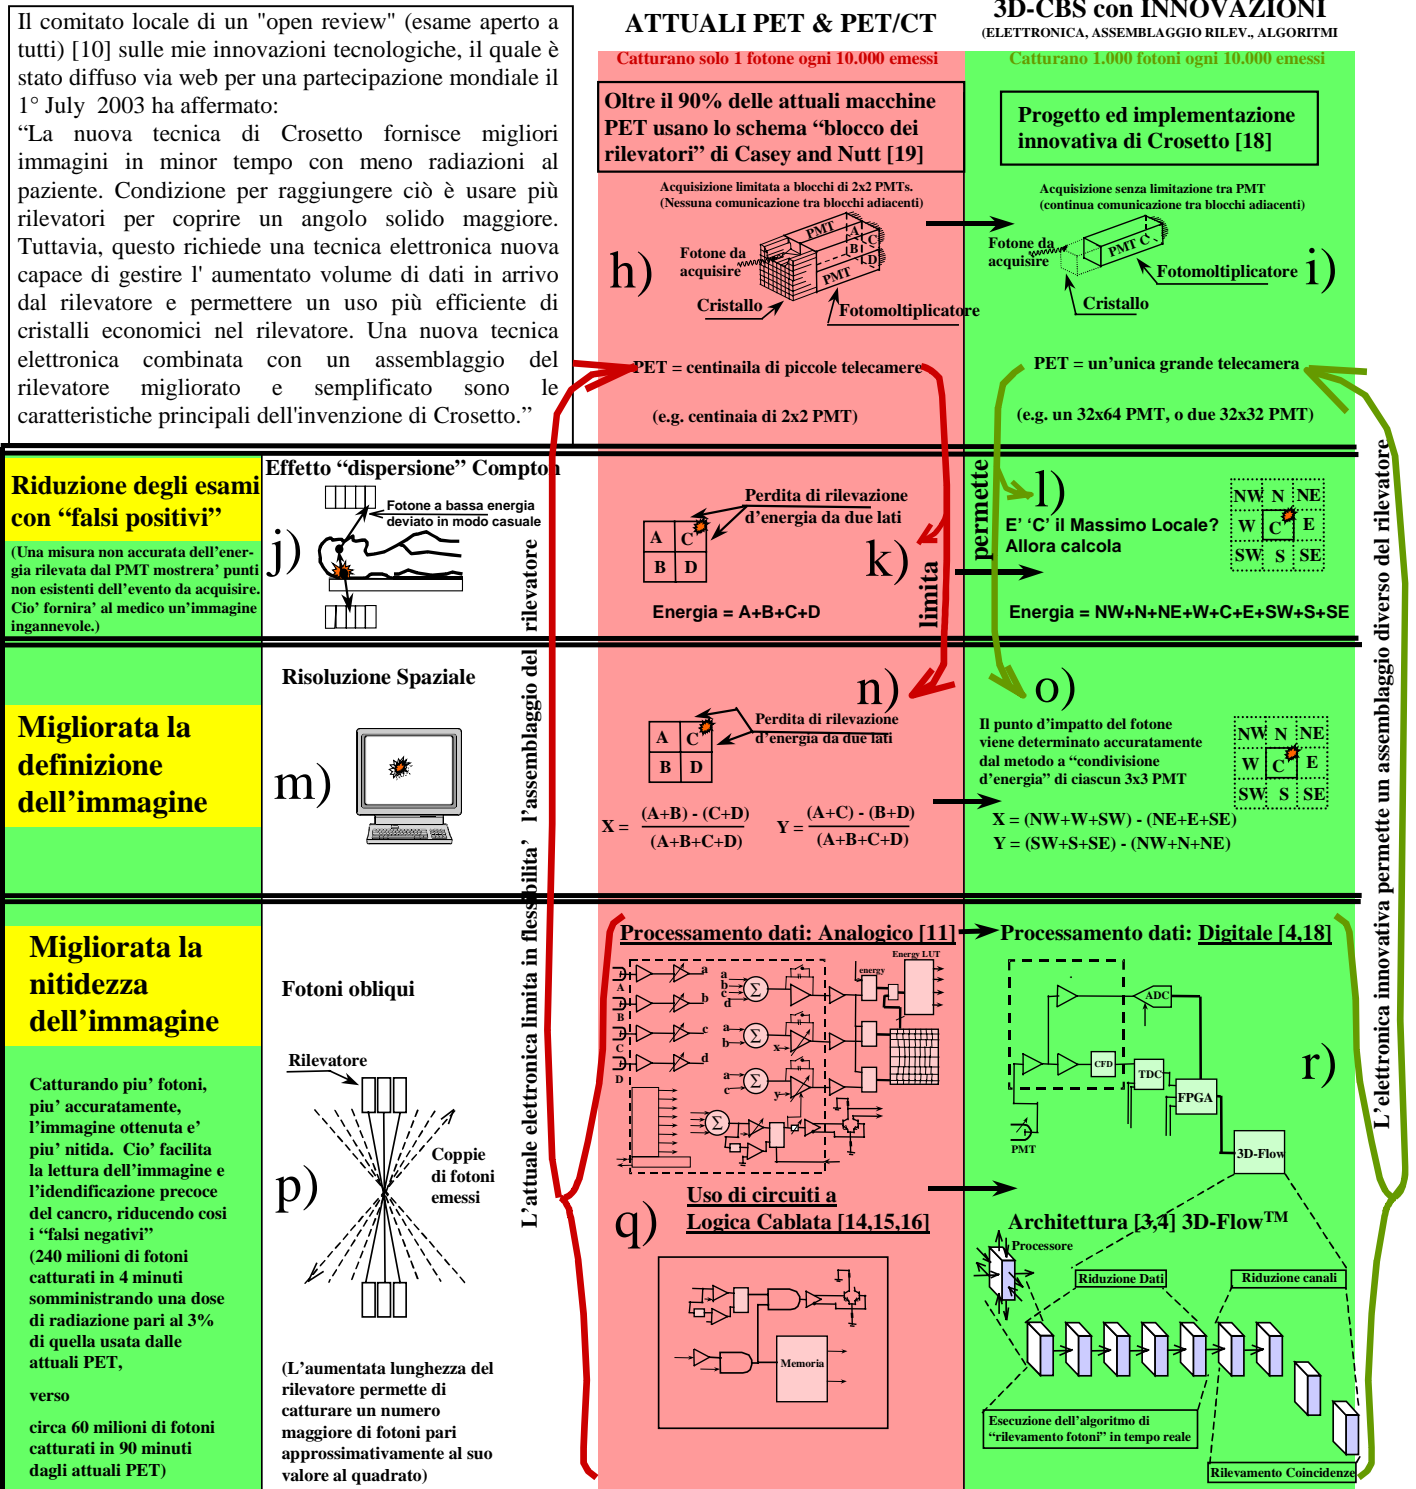 Il comitato locale di un "open review" (esame aperto a
tutti) [10] sulle mie innovazioni tecnologiche, il quale è
stato diffuso via web per una partecipazione mondiale il
1° July 2003 ha affermato:
“La nuova tecnica di Crosetto fornisce migliori
immagini in minor tempo con meno radiazioni al
paziente. Condizione per raggiungere ciò è usare più
rilevatori per coprire un angolo solido maggiore.
Tuttavia, questo richiede una tecnica elettronica nuova
capace di gestire l' aumentato volume di dati in arrivo
dal rilevatore e permettere un uso più efficiente di
cristalli economici nel rilevatore. Una nuova tecnica
elettronica combinata con un assemblaggio del
rilevatore migliorato e semplificato sono le
caratteristiche principali dell'invenzione di Crosetto.”
ATTUALI PET & PET/CT
Catturano solo 1 fotone ogni 10.000 emessi
Oltre il 90% delle attuali macchine
PET usano lo schema “blocco dei
rilevatori” di Casey and Nutt [19]
Acquisizione limitata a blocchi di 2x2 PMTs.
(Nessuna comunicazione tra blocchi adiacenti)
h)
Fotone da
acquisire
PMT
A
C
B
D
PMT
Cristallo
Fotomoltiplicatore
PET = centinaila di piccole telecamere
(e.g. centinaia di 2x2 PMT)
3D-CBS con INNOVAZIONI
(ELETTRONICA, ASSEMBLAGGIO RILEV., ALGORITMI
Catturano 1.000 fotoni ogni 10.000 emessi
Progetto ed implementazione
innovativa di Crosetto [18]
Acquisizione senza limitazione tra PMT
(continua comunicazione tra blocchi adiacenti)
Fotone da
acquisire
PMT C
Fotomoltiplicatore
i)
Cristallo
PET = un’unica grande telecamera
(e.g. un 32x64 PMT, o due 32x32 PMT)
Riduzione degli esami
con “falsi positivi”
(Una misura non accurata dell’ener-
gia rilevata dal PMT mostrera’ punti
non esistenti dell’evento da acquisire.
Cio’ fornira’ al medico un’immagine
ingannevole.)
Effetto “dispersione” Compton
Fotone a bassa energia
deviato in modo casuale
j)
L’attuale elettronica limita in flessibilita’ l’assemblaggio del rilevatore
Perdita di rilevazione
d’energia da due lati
A C
B D
k)
Energia = A+B+C+D
limita
permette
l)
E’ ‘C’ il Massimo Locale?
Allora calcola
NW N NE
W C E
SW S SE
Energia = NW+N+NE+W+C+E+SW+S+SE
L’elettronica innovativa permette un assemblaggio diverso del rilevatore
Migliorata la
definizione
dell’immagine
Risoluzione Spaziale
m)
n)
Perdita di rilevazione
d’energia da due lati
A C
B D
X = (A+B) - (C+D)
(A+B+C+D)
Y = (A+C) - (B+D)
(A+B+C+D)
o)
Il punto d’impatto del fotone
viene determinato accuratamente
dal metodo a “condivisione
d’energia” di ciascun 3x3 PMT
NW N NE
W C E
SW S SE
X = (NW+W+SW) - (NE+E+SE)
Y = (SW+S+SE) - (NW+N+NE)
Migliorata la
nitidezza
dell’immagine
Catturando piu’ fotoni,
piu’ accuratamente,
l’immagine ottenuta e’
piu’ nitida. Cio’ facilita
la lettura dell’immagine e
l’idendificazione precoce
del cancro, riducendo cosi
i “falsi negativi”
(240 milioni di fotoni
catturati in 4 minuti
somministrando una dose
di radiazione pari al 3%
di quella usata dalle
attuali PET,
verso
circa 60 milioni di fotoni
catturati in 90 minuti
dagli attuali PET)
Fotoni obliqui
Rilevatore
Coppie
di fotoni
emessi
p)
(L’aumentata lunghezza del
rilevatore permette di
catturare un numero
maggiore di fotoni pari
approssimativamente al suo
valore al quadrato)
Processamento dati: Analogico [11]
Energy LUT
energy
A
B
C
D
a
b
c
d
a
b
c
d
Σ
a
b
Σ
x
a
c
Σ
y
Σ
q)
Uso di circuiti a
Logica Cablata [14,15,16]
Memoria
Processamento dati: Digitale [4,18]
ADC
CFD
TDC
FPGA
PMT
3D-Flow
r)
Architettura [3,4] 3D-Flow™
Processore
Riduzione Dati
Riduzione canali
Esecuzione dell’algoritmo di
“rilevamento fotoni” in tempo reale
Rilevamento Coincidenze